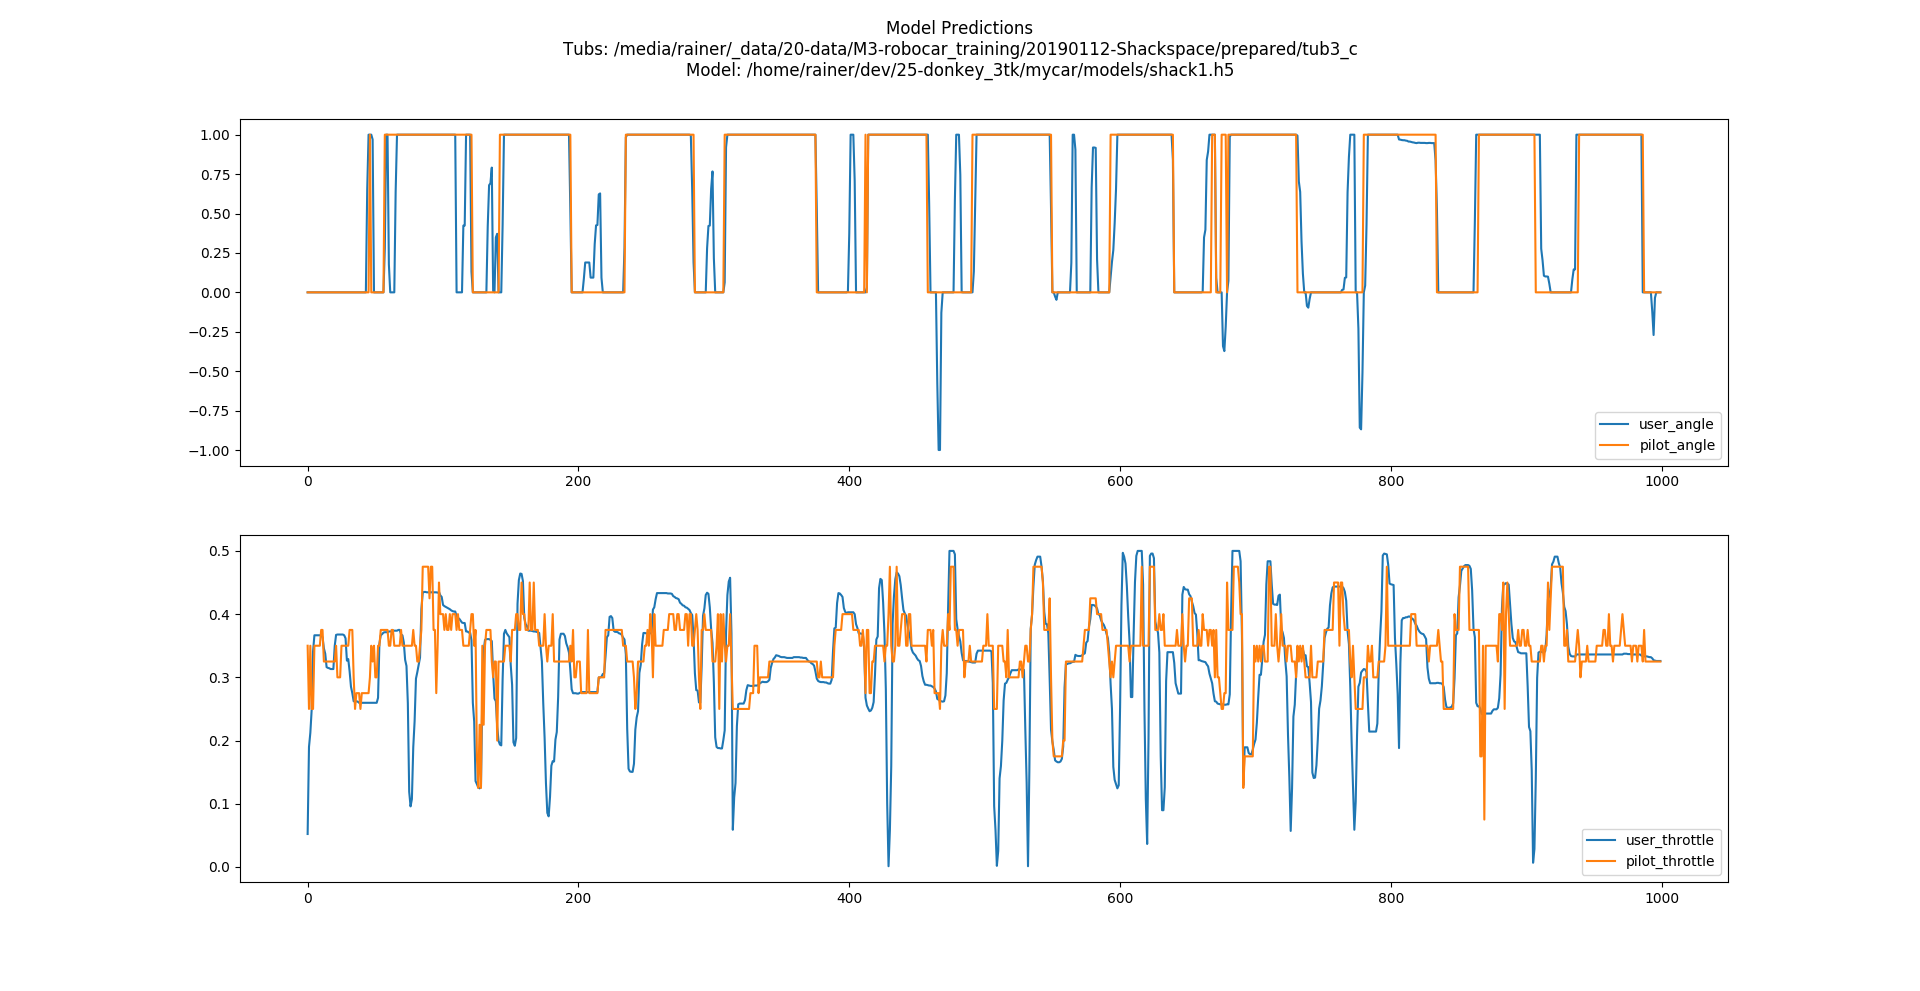 Model Predictions
Tubs: /media/rainer/_data/20-data/M3-robocar_training/20190112-Shackspace/prepared/tub3_c
Model: /home/rainer/dev/25-donkey_3tk/mycar/models/shack1.h5
1.00
0.75
0.50
0.25
0.00
−0.25
−0.50
−0.75
−1.00
user_angle
pilot_angle
0 200 400 600 800 1000
0.5
0.4
0.3
0.2
0.1
0.0
user_throttle
pilot_throttle
0 200 400 600 800 1000